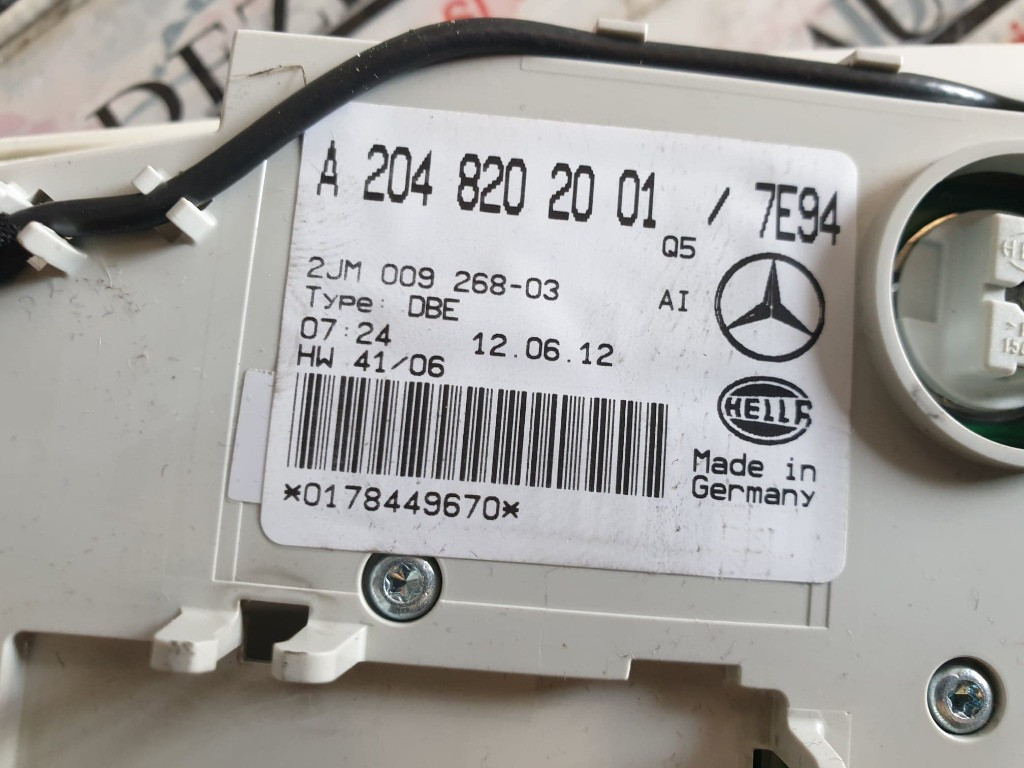 A 204 820 20 01 / 7E94
Q5
2JM 009 268-03
AI
Type: DBE
07:24
12.06.12
HW 41/06
HELLA
Made in
Germany
*0178449670*